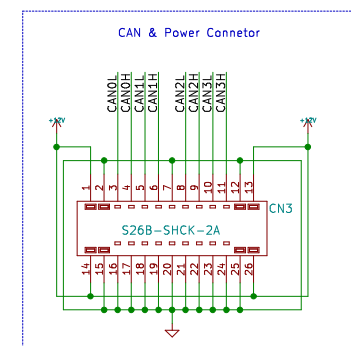 CAN & Power Connetor
CAN0L
CAN0H
CAN1L
CAN1H
CAN2L
CAN2H
CAN3L
CAN3H
+12V
+12V
1 2 3 4 5 6 7 8 9 10 11 12 13
CN3
S26B-SHCK-2A
14 15 16 17 18 19 20 21 22 23 24 25 26